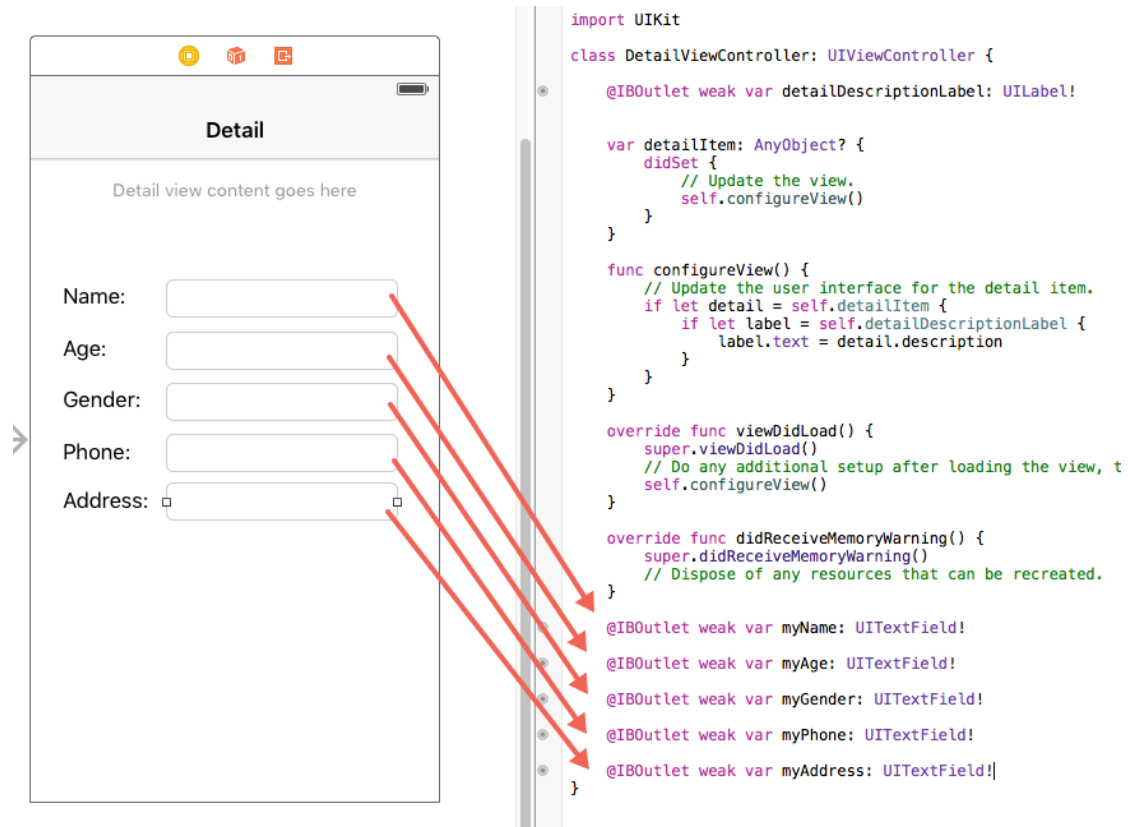 Detail
Detail view content goes here
Name:
Age:
Gender:
Phone:
Address:
import UIKit
class DetailViewController: UIViewController {
@IBOutlet weak var detailDescriptionLabel: UILabel!
var detailItem: AnyObject? {
didSet {
// Update the view.
self.configureView()
}
}
func configureView() {
// Update the user interface for the detail item.
if let detail = self.detailItem {
if let label = self.detailDescriptionLabel {
label.text = detail.description
}
}
}
override func viewDidLoad() {
super.viewDidLoad()
// Do any additional setup after loading the view, t
self.configureView()
}
override func didReceiveMemoryWarning() {
super.didReceiveMemoryWarning()
// Dispose of any resources that can be recreated.
}
@IBOutlet weak var myName: UITextField!
@IBOutlet weak var myAge: UITextField!
@IBOutlet weak var myGender: UITextField!
@IBOutlet weak var myPhone: UITextField!
@IBOutlet weak var myAddress: UITextField!
}